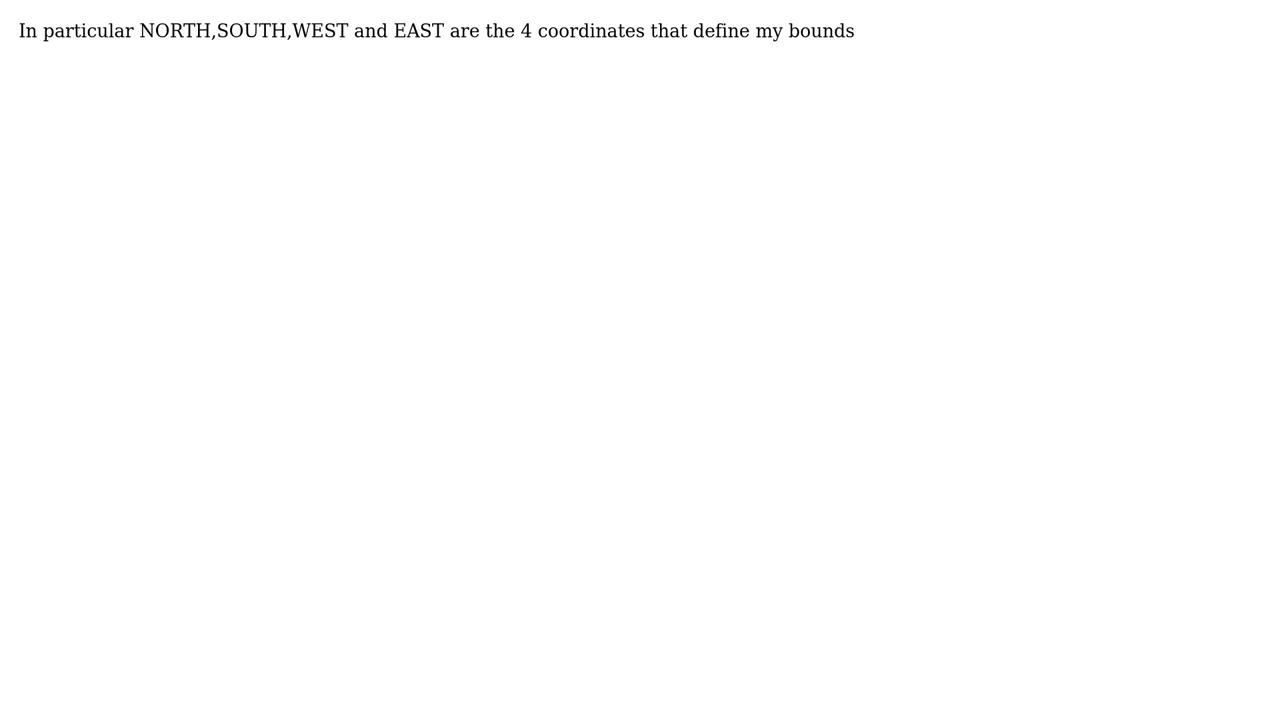 In particular NORTH,SOUTH,WEST and EAST are the 4 coordinates that define my bounds